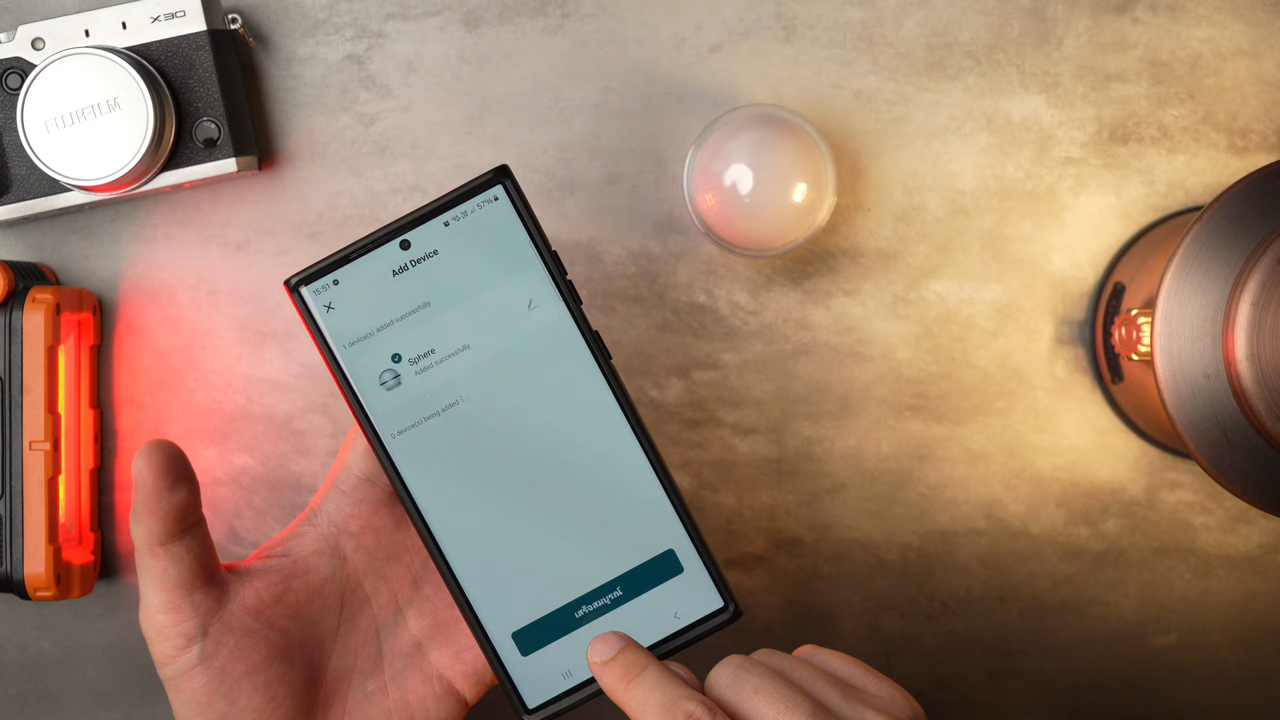 X30
FUJIFILM
15:51
57%
Add Device
1 device(s) added successfully
Sphere
Added successfully
0 device(s) being added
เสร็จสมบูรณ์